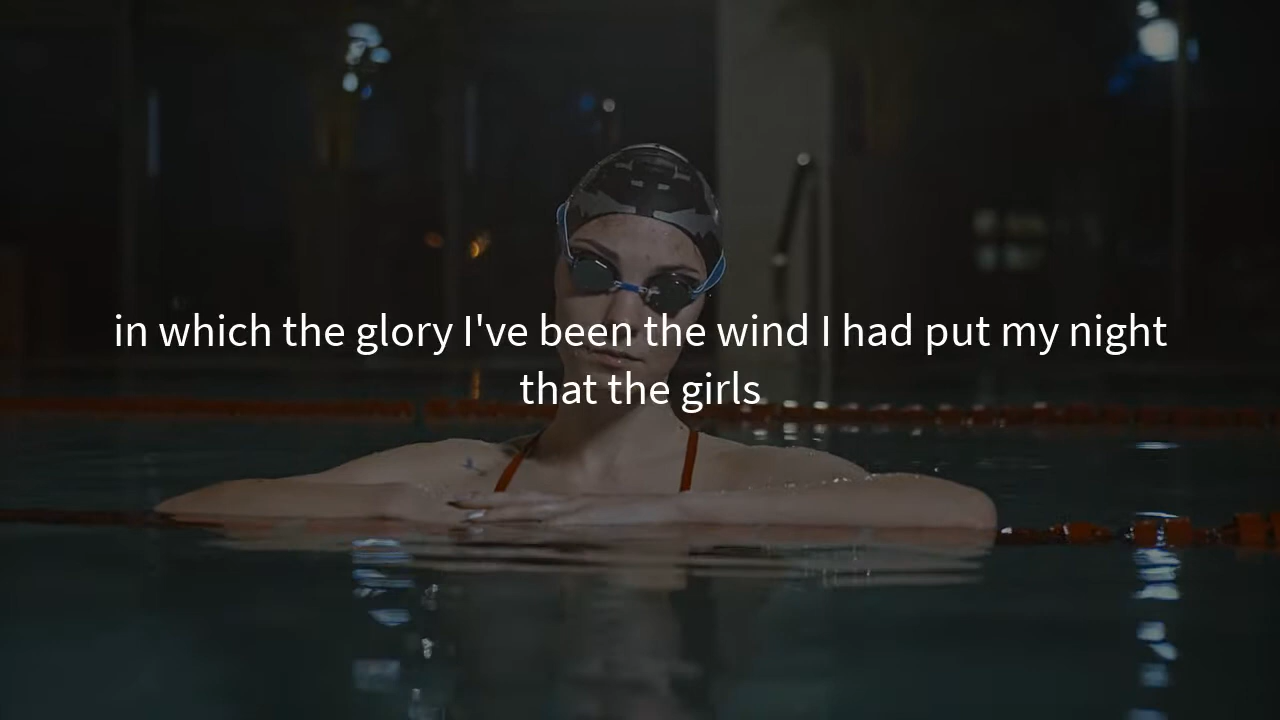 in which the glory I've been the wind I had put my night
that the girls